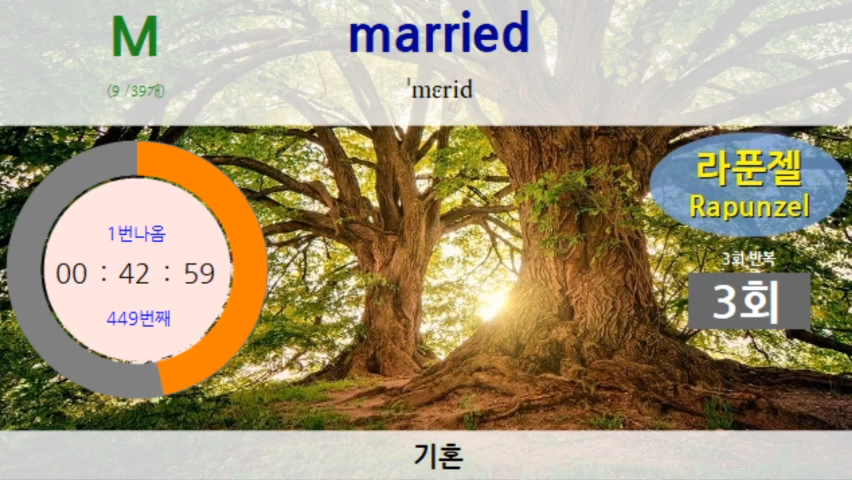 M
(9 /39개)
married
ˈmɛrid
1번나옴
00 : 42 : 59
449번째
라푼젤
Rapunzel
3회 반복
3회
기혼